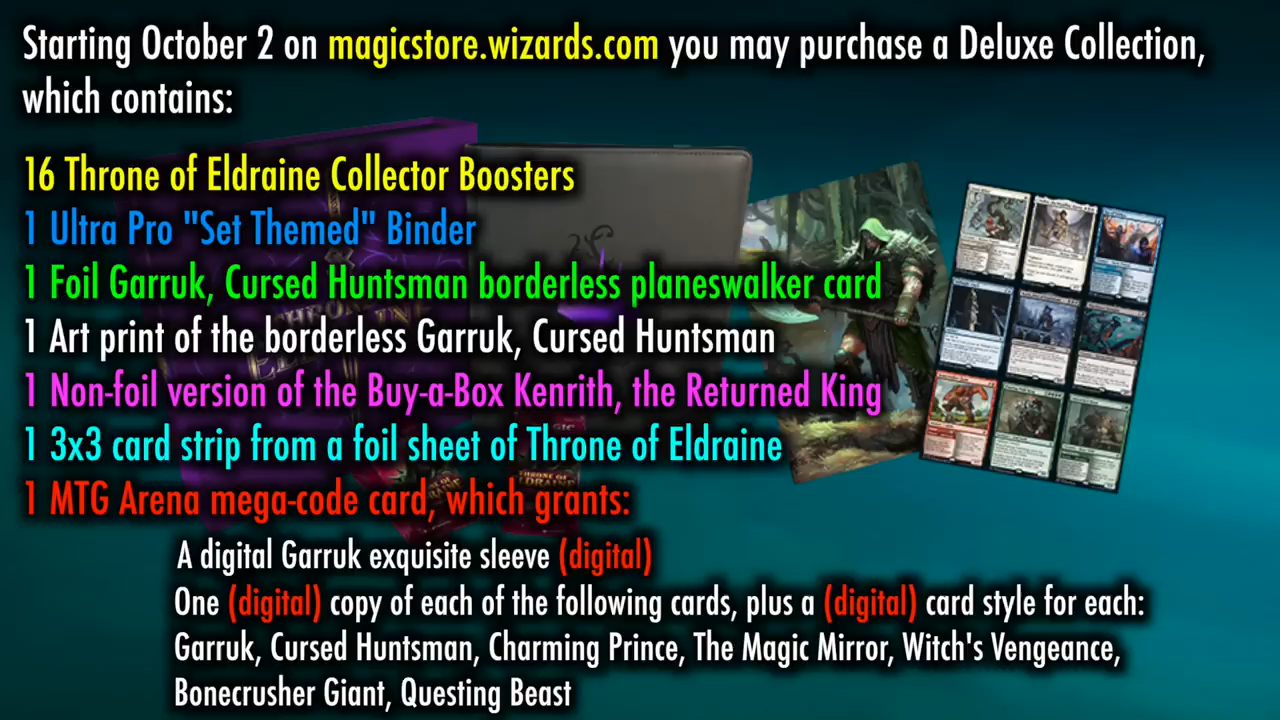 Starting October 2 on magicstore.wizards.com you may purchase a Deluxe Collection,
which contains:
16 Throne of Eldraine Collector Boosters
1 Ultra Pro "Set Themed" Binder
1 Foil Garruk, Cursed Huntsman borderless planeswalker card
1 Art print of the borderless Garruk, Cursed Huntsman
1 Non-foil version of the Buy-a-Box Kenrith, the Returned King
1 3x3 card strip from a foil sheet of Throne of Eldraine
1 MTG Arena mega-code card, which grants:
A digital Garruk exquisite sleeve (digital)
One (digital) copy of each of the following cards, plus a (digital) card style for each:
Garruk, Cursed Huntsman, Charming Prince, The Magic Mirror, Witch's Vengeance,
Bonecrusher Giant, Questing Beast